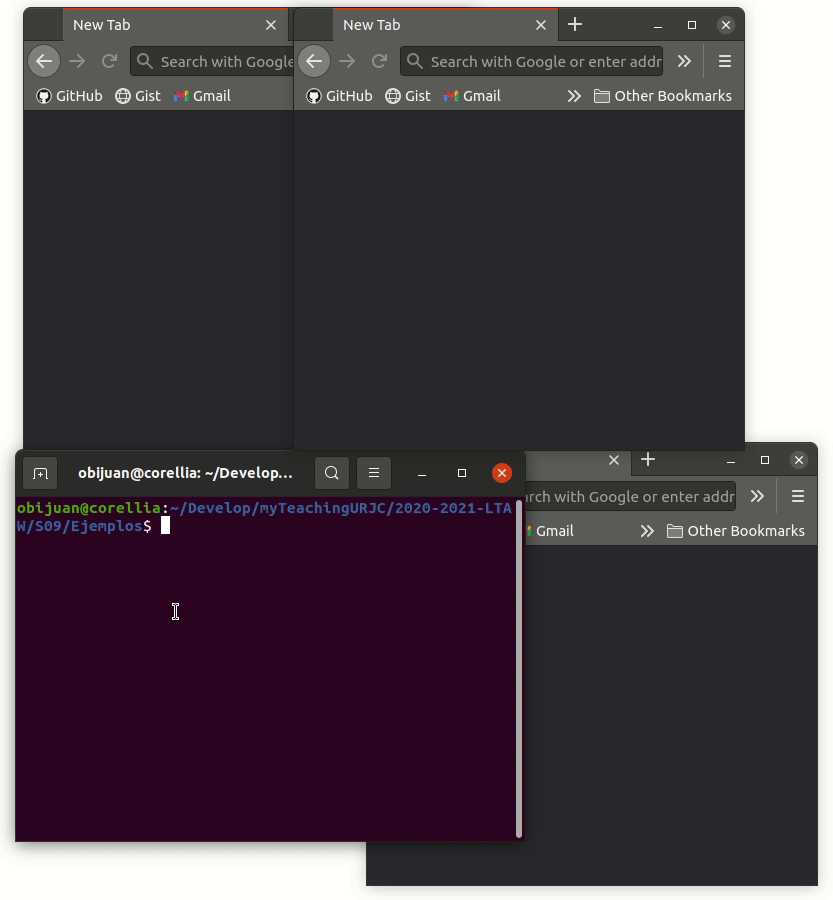 New Tab
Search with Google
GitHub Gist Gmail
New Tab
Search with Google or enter addr
GitHub Gist Gmail Other Bookmarks
obijuan@corellia: ~/Develop...
obijuan@corellia:~/Develop/myTeachingURJC/2020-2021-LTA
W/S09/Ejemplos$
rch with Google or enter addr
Gmail Other Bookmarks